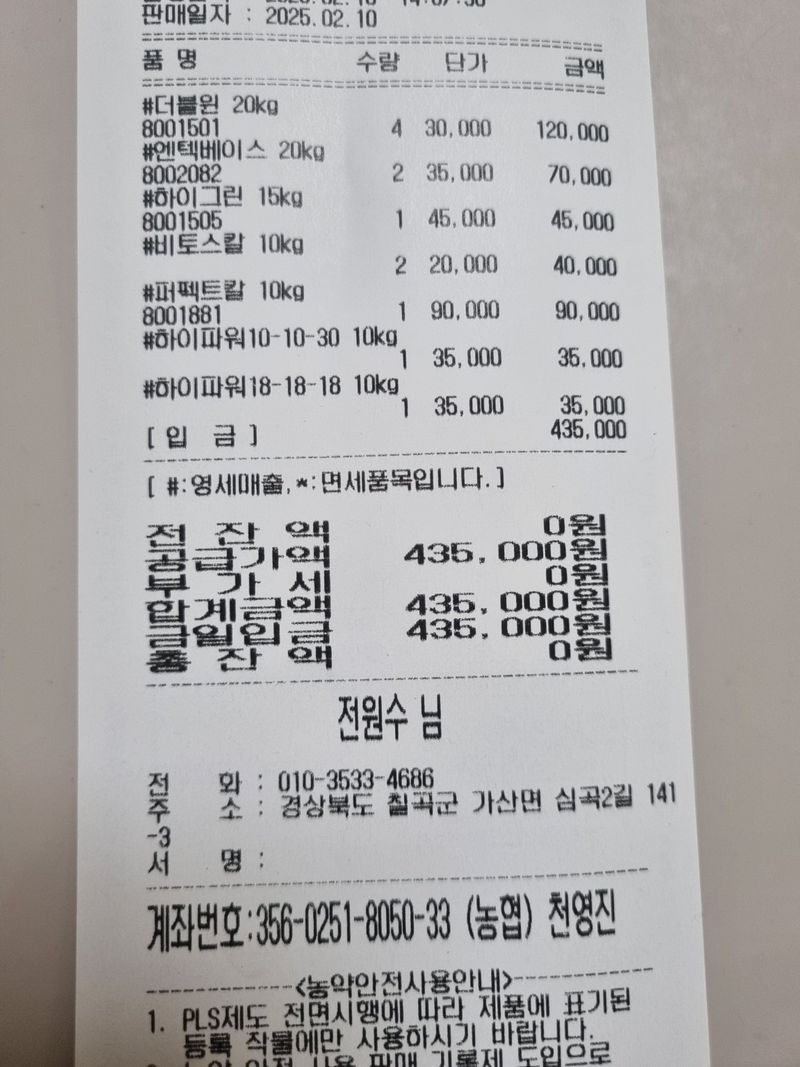 판매일자 : 2025.02.10
품 명 수량 단가 금액
#더블원 20kg
8001501 4 30,000 120,000
#엔텍베이스 20kg
8002082 2 35,000 70,000
#하이그린 15kg
8001505 1 45,000 45,000
#비토스칼 10kg
2 20,000 40,000
#퍼펙트칼 10kg
8001881 1 90,000 90,000
#하이파워10-10-30 10kg
1 35,000 35,000
#하이파워18-18-18 10kg
1 35,000 35,000
[ 입 금 ] 435,000
[ #:영세매출,*:면세품목입니다.]
전 잔 액 0원
공급가액 435,000원
부 가 세 0원
합계금액 435,000원
금일입금 435,000원
총 잔 액 0원
전원수 님
전 화 : 010-3533-4686
주 소 : 경상북도 칠곡군 가산면 심곡2길 141
-3
서 명 :
계좌번호:356-0251-8050-33 (농협) 천영진
<농약안전사용안내>
1. PLS제도 전면시행에 따라 제품에 표기된
등록 작물에만 사용하시기 바랍니다.